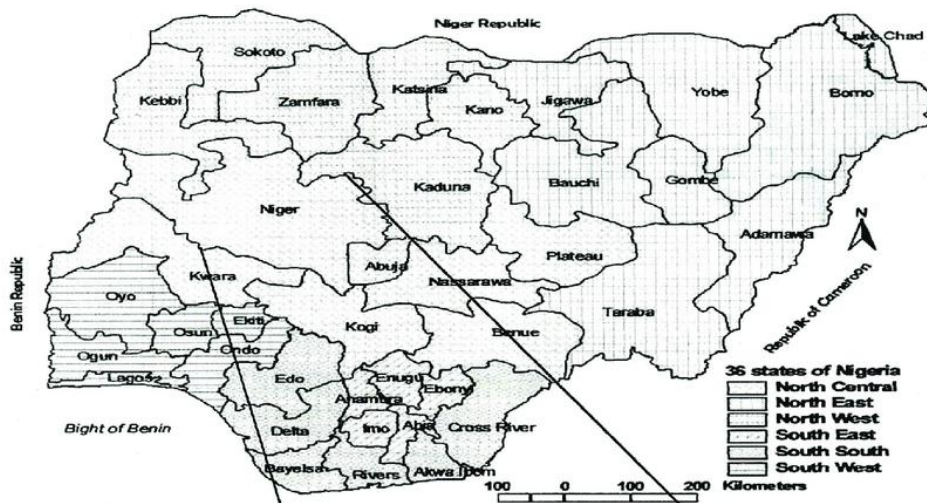 Niger Republic
Lake Chad
Sokoto
Katsina
Kebbi
Zamfara
Kano
Jigawa
Yobe
Borno
Kaduna
Bauchi
Gombe
Niger
N
Adamawa
Plateau
Abuja
Kwara
Nassarawa
Benin Republic
Oyo
Taraba
Republic of Cameroon
Ekiti
Osun
Kogi
Benue
Ondo
Ogun
Lagos
Edo
Enugu
Ebonyi
Anambra
36 states of Nigeria
North Central
North East
North West
South East
South South
South West
Bight of Benin
Delta
Imo
Abia
Cross River
Bayelsa
Rivers
Akwa Ibom
100 0 100 200
Kilometers